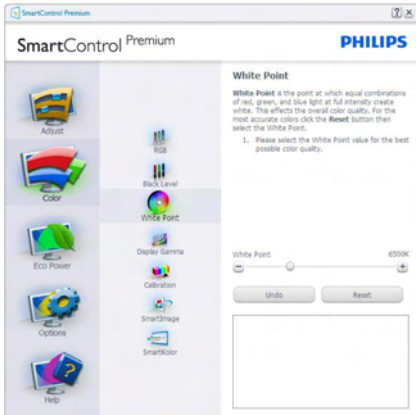 SmartControl Premium
SmartControl Premium
PHILIPS
Adjust
Color
Eco Power
Options
Help
RGB
Black Level
White Point
Display Gamma
Calibration
SmartImage
SmartKolor
White Point
White Point is the point at which equal combinations
of red, green, and blue light at full intensity create
white. This effects the overall color quality. For the
most accurate colors click the Reset button then
select the White Point.
1. Please select the White Point value for the best
possible color quality.
White Point 6500K
Undo Reset